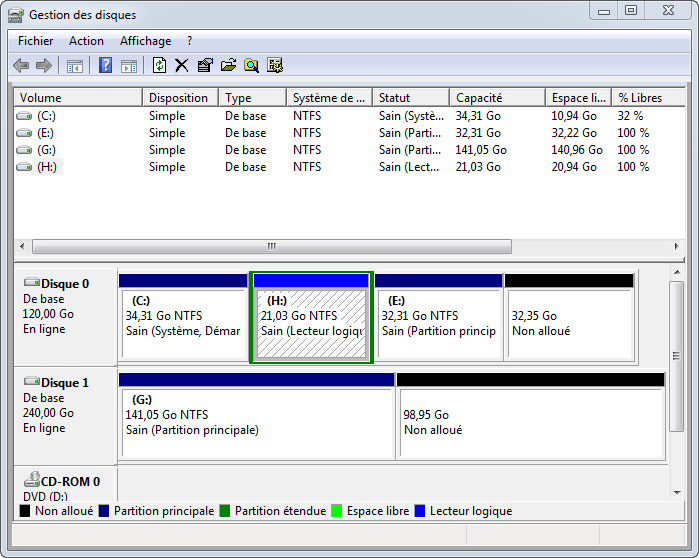 Gestion des disques
Fichier Action Affichage ?
Volume Disposition Type Système de ... Statut Capacité Espace li... % Libres
(C:) Simple De base NTFS Sain (Systè... 34,31 Go 10,94 Go 32 %
(E:) Simple De base NTFS Sain (Parti... 32,31 Go 32,22 Go 100 %
(G:) Simple De base NTFS Sain (Parti... 141,05 Go 140,96 Go 100 %
(H:) Simple De base NTFS Sain (Lect... 21,03 Go 20,94 Go 100 %
Disque 0
De base
120,00 Go
En ligne
(C:)
34,31 Go NTFS
Sain (Système, Démar
(H:)
21,03 Go NTFS
Sain (Lecteur logiqu
(E:)
32,31 Go NTFS
Sain (Partition princip
32,35 Go
Non alloué
Disque 1
De base
240,00 Go
En ligne
(G:)
141,05 Go NTFS
Sain (Partition principale)
98,95 Go
Non alloué
CD-ROM 0
DVD (D:)
Non alloué Partition principale Partition étendue Espace libre Lecteur logique